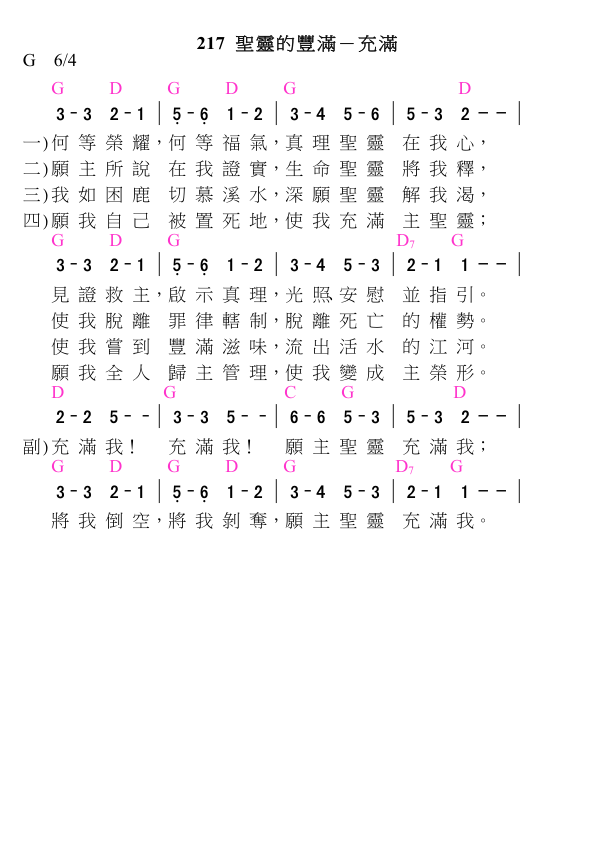 217 聖靈的豐滿－充滿
G 6/4
G D G D G D
3-3 2-1 | 5̣-6̣ 1-2 | 3-4 5-6 | 5-3 2－－ |
一)何等榮耀，何等福氣，真理聖靈 在我心，
二)願主所說 在我證實，生命聖靈 將我釋，
三)我如困鹿 切慕溪水，深願聖靈 解我渴，
四)願我自己 被置死地，使我充滿 主聖靈；
G D G D7 G
3-3 2-1 | 5̣-6̣ 1-2 | 3-4 5-3 | 2-1 1－－ |
見證救主，啟示真理，光照、安慰 並指引。
使我脫離 罪律轄制，脫離死亡 的權勢。
使我嘗到 豐滿滋味，流出活水 的江河。
願我全人 歸主管理，使我變成 主榮形。
D G C G D
2-2 5- - | 3-3 5- - | 6-6 5-3 | 5-3 2－－ |
副)充滿我！ 充滿我！ 願主聖靈 充滿我；
G D G D G D7 G
3-3 2-1 | 5̣-6̣ 1-2 | 3-4 5-3 | 2-1 1－－ |
將我倒空，將我剝奪，願主聖靈 充滿我。